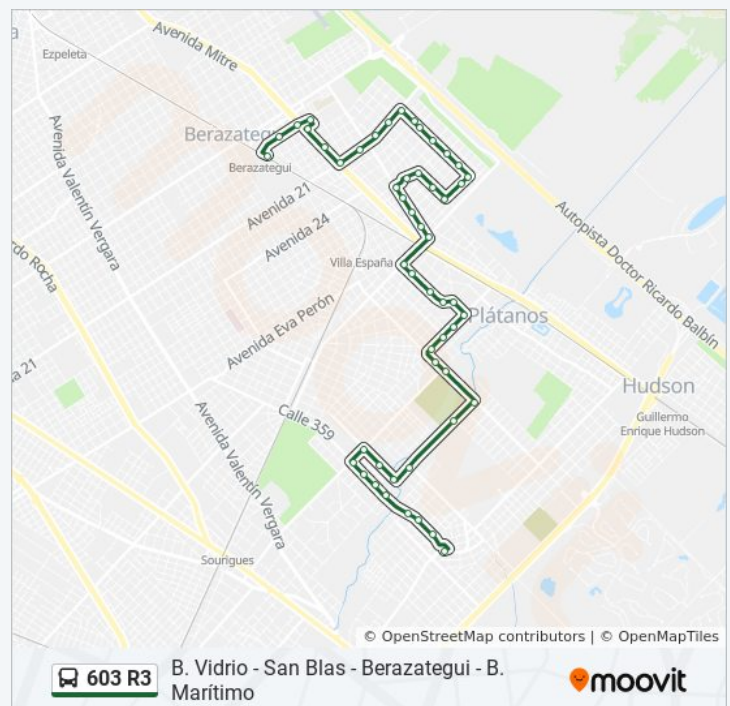 a
Ezpeleta
Avenida Mitre
Berazategu
Berazategui
Avenida Valentín Vergara
Avenida 21
Avenida 24
Autopista Doctor Ricardo Balbín
rdo Rocha
Villa España
Plátanos
Avenida Eva Perón
a 21
Hudson
Guillermo
Enrique Hudson
Calle 359
Avenida Valentín Vergara
Sourigues
© OpenStreetMap contributors | © OpenMapTiles
603 R3
B. Vidrio - San Blas - Berazategui - B.
Marítimo
moovit